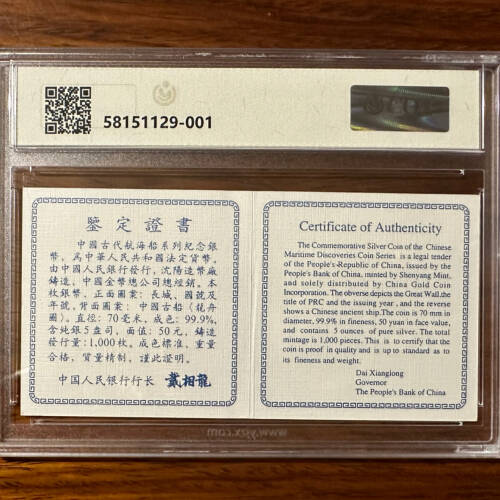 58151129-001
鉴定證書
中國古代航海船系列紀念銀
幣，爲中華人民共和國法定貨币。
由中國人民銀行發行，沈陽造幣廠
鑄造，中國金幣總公司總經銷。本
枚銀幣，正面圖案：長城、國號及
年號，背面圖案：中國古船（龍舟
圖）。直徑：70毫米，成色：99.9%，
含純銀5盎司，面值：50元，鑄造
發行量：1,000枚。成色標准，重量
合格，質量精制，謹此證明。
中国人民銀行行長 戴相龍
Certificate of Authenticity
The Commemorative Silver Coin of the Chinese
Maritime Discoveries Coin Series is a legal tender
of the People's Republic of China, issued by the
People's Bank of China, minted by Shenyang Mint,
and solely distributed by China Gold Coin
Incorporation. The obverse depicts the Great Wall,the
title of PRC and the issuing year, and the reverse
shows a Chinese ancient ship.The coin is 70 mm in
diameter, 99.9% in fineness, 50 yuan in face value,
and contains 5 ounces of pure silver. The total
mintage is 1,000 pieces. This is to certify that the
coin is proof in quality and is up to standard as to
its fineness and weight.
Dai Xianglong
Governor
The People's Bank of China